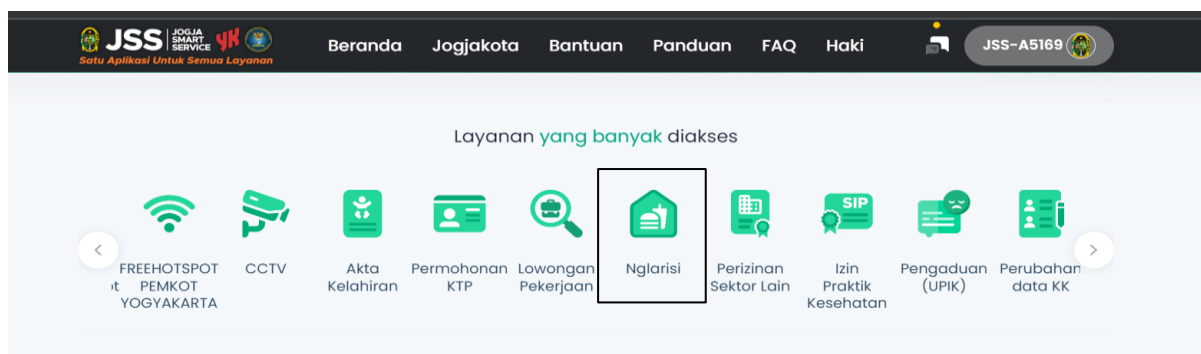 JSS JOGJA SMART SERVICE YK
Satu Aplikasi Untuk Semua Layanan
Beranda Jogjakota Bantuan Panduan FAQ Haki
JSS-A5169
Layanan yang banyak diakses
SIP
FREEHOTSPOT
PEMKOT
YOGYAKARTA
CCTV
Akta
Kelahiran
Permohonan
KTP
Lowongan
Pekerjaan
Nglarisi
Perizinan
Sektor Lain
Izin
Praktik
Kesehatan
Pengaduan
(UPIK)
Perubahan
data KK